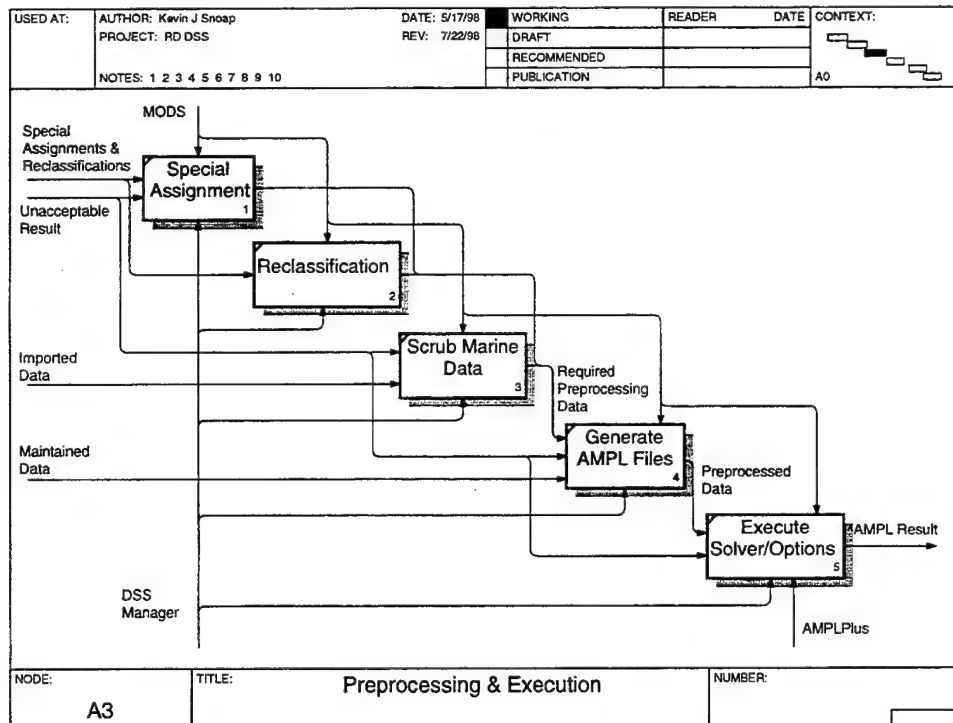 USED AT:
AUTHOR: Kevin J Snoap
DATE: 5/17/98
PROJECT: RD DSS
REV: 7/22/98
NOTES: 1 2 3 4 5 6 7 8 9 10
WORKING
DRAFT
RECOMMENDED
PUBLICATION
READER
DATE
CONTEXT:
A0
MODS
Special
Assignments &
Reclassifications
Unacceptable
Result
Special
Assignment
1
Reclassification
2
Imported
Data
Scrub Marine
Data
3
Required
Preprocessing
Data
Maintained
Data
Generate
AMPL Files
4
Preprocessed
Data
Execute
Solver/Options
5
AMPL Result
DSS
Manager
AMPLPlus
NODE:
A3
TITLE:
Preprocessing & Execution
NUMBER: